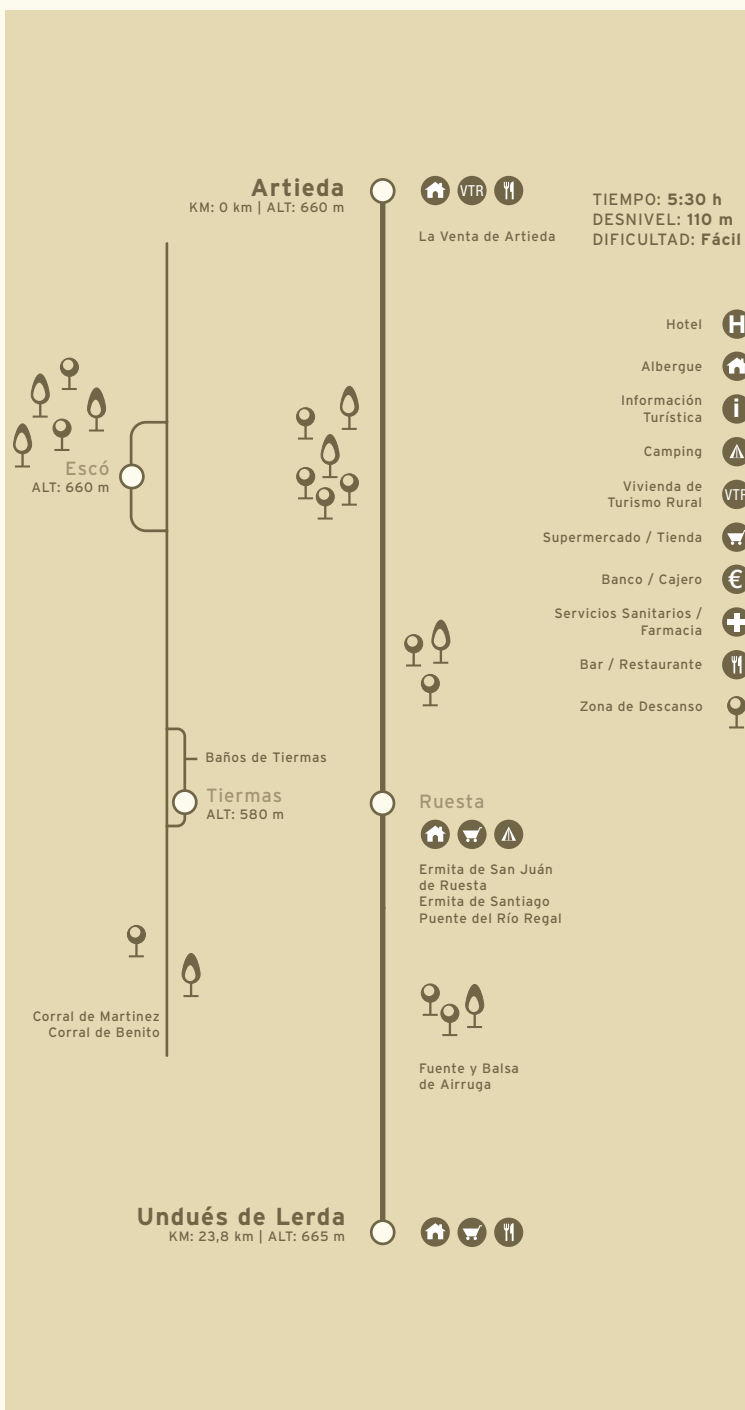 Artieda
KM: 0 km | ALT: 660 m
VTR
La Venta de Artieda
TIEMPO: 5:30 h
DESNIVEL: 110 m
DIFICULTAD: Fácil
Hotel
H
Albergue
Información
Turística
i
Camping
Vivienda de
Turismo Rural
VTR
Supermercado / Tienda
Banco / Cajero
€
Servicios Sanitarios /
Farmacia
Bar / Restaurante
Zona de Descanso
Escó
ALT: 660 m
Baños de Tiermas
Tiermas
ALT: 580 m
Ruesta
Ermita de San Juán
de Ruesta
Ermita de Santiago
Puente del Río Regal
Corral de Martinez
Corral de Benito
Fuente y Balsa
de Airruga
Undués de Lerda
KM: 23,8 km | ALT: 665 m